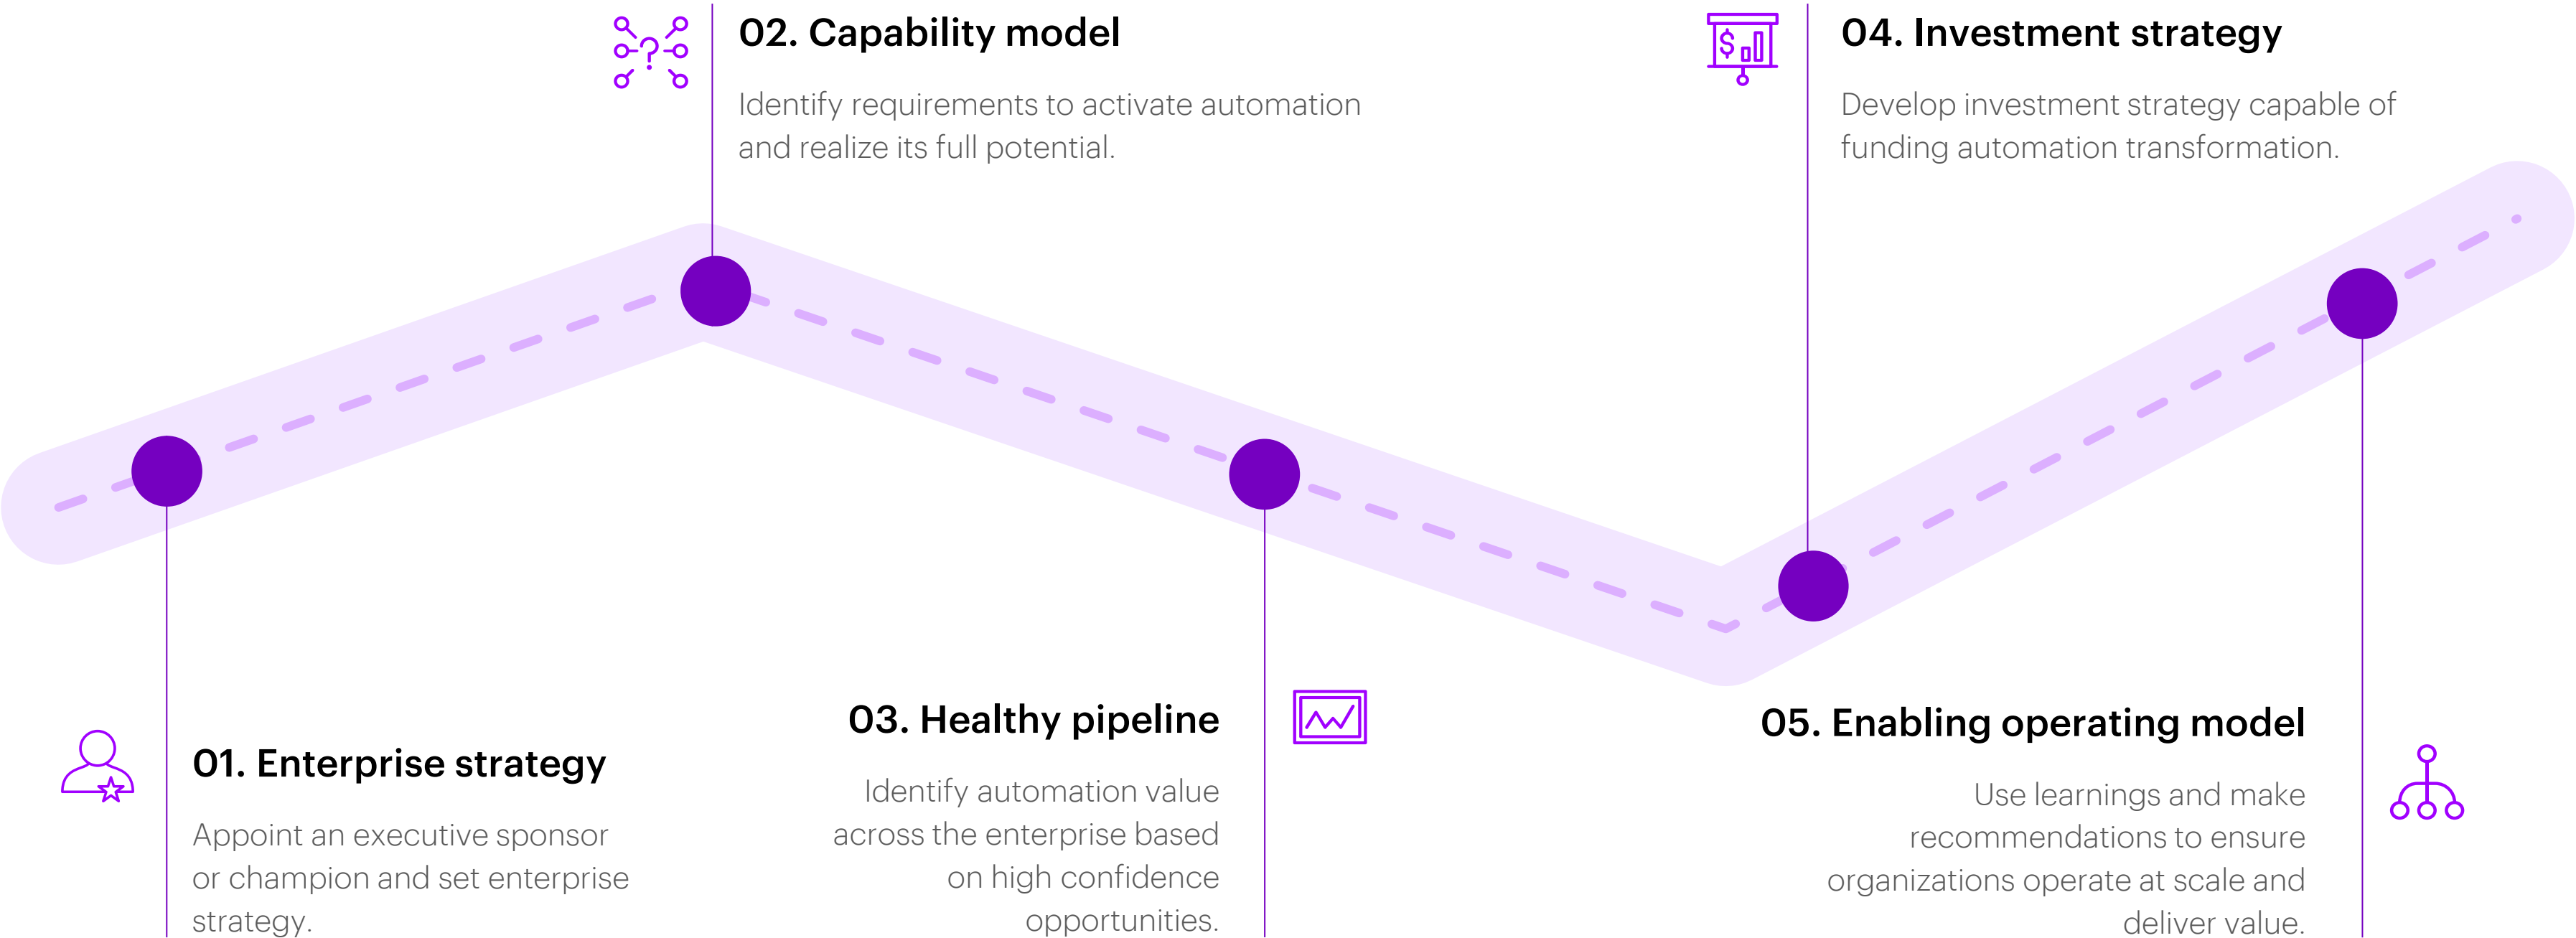 01. Enterprise strategy
Appoint an executive sponsor
or champion and set enterprise
strategy.
02. Capability model
Identify requirements to activate automation
and realize its full potential.
03. Healthy pipeline
Identify automation value
across the enterprise based
on high confidence
opportunities.
04. Investment strategy
Develop investment strategy capable of
funding automation transformation.
05. Enabling operating model
Use learnings and make
recommendations to ensure
organizations operate at scale and
deliver value.